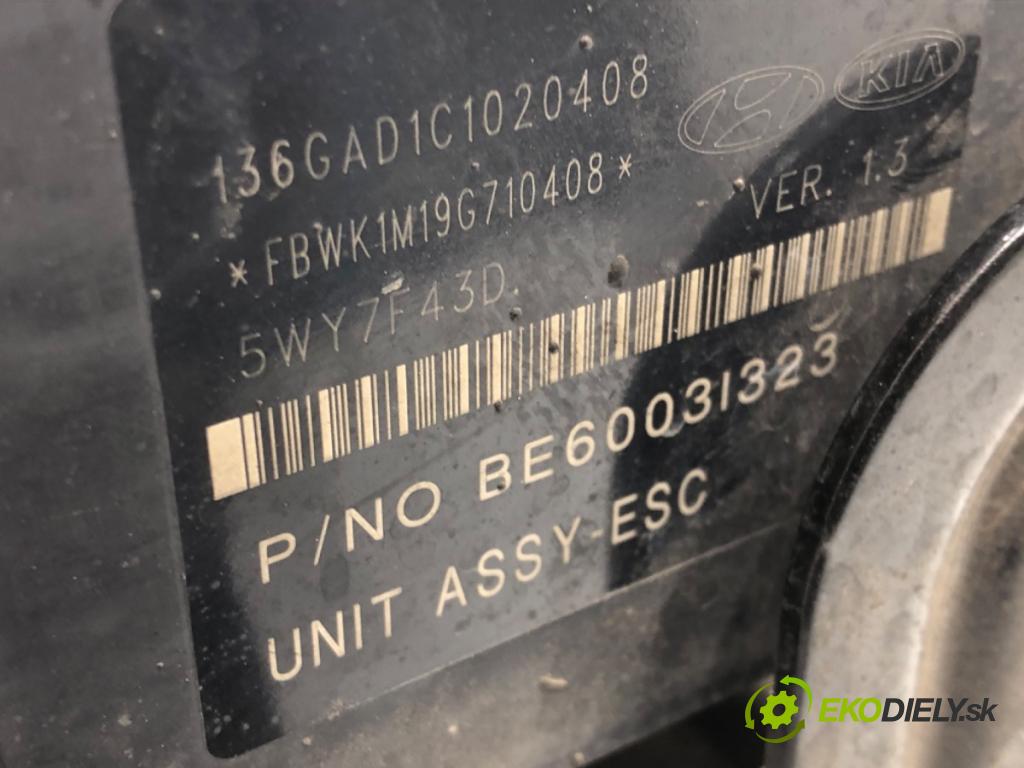 136GAD1C1020408
KIA
*FBWK1M19G710408*
VER. 1.3
5WY7F43D.
P/NO BE60031323
UNIT ASSY-ESC
EKODIELY.sk